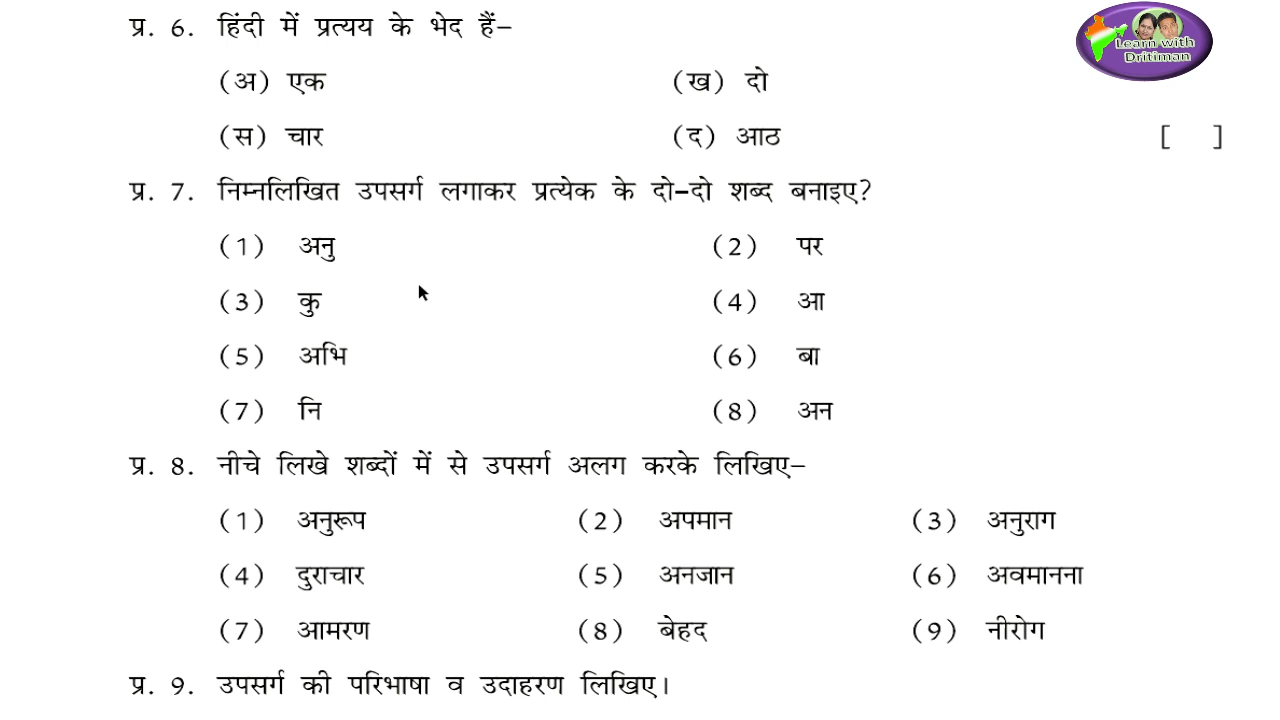 प्र. 6. हिंदी में प्रत्यय के भेद हैं–
Learn with
Dritiman
(अ) एक (ख) दो
(स) चार (द) आठ [ ]
प्र. 7. निम्नलिखित उपसर्ग लगाकर प्रत्येक के दो–दो शब्द बनाइए?
(1) अनु (2) पर
(3) कु (4) आ
(5) अभि (6) बा
(7) नि (8) अन
प्र. 8. नीचे लिखे शब्दों में से उपसर्ग अलग करके लिखिए–
(1) अनुरूप (2) अपमान (3) अनुराग
(4) दुराचार (5) अनजान (6) अवमानना
(7) आमरण (8) बेहद (9) नीरोग
प्र. 9. उपसर्ग की परिभाषा व उदाहरण लिखिए।